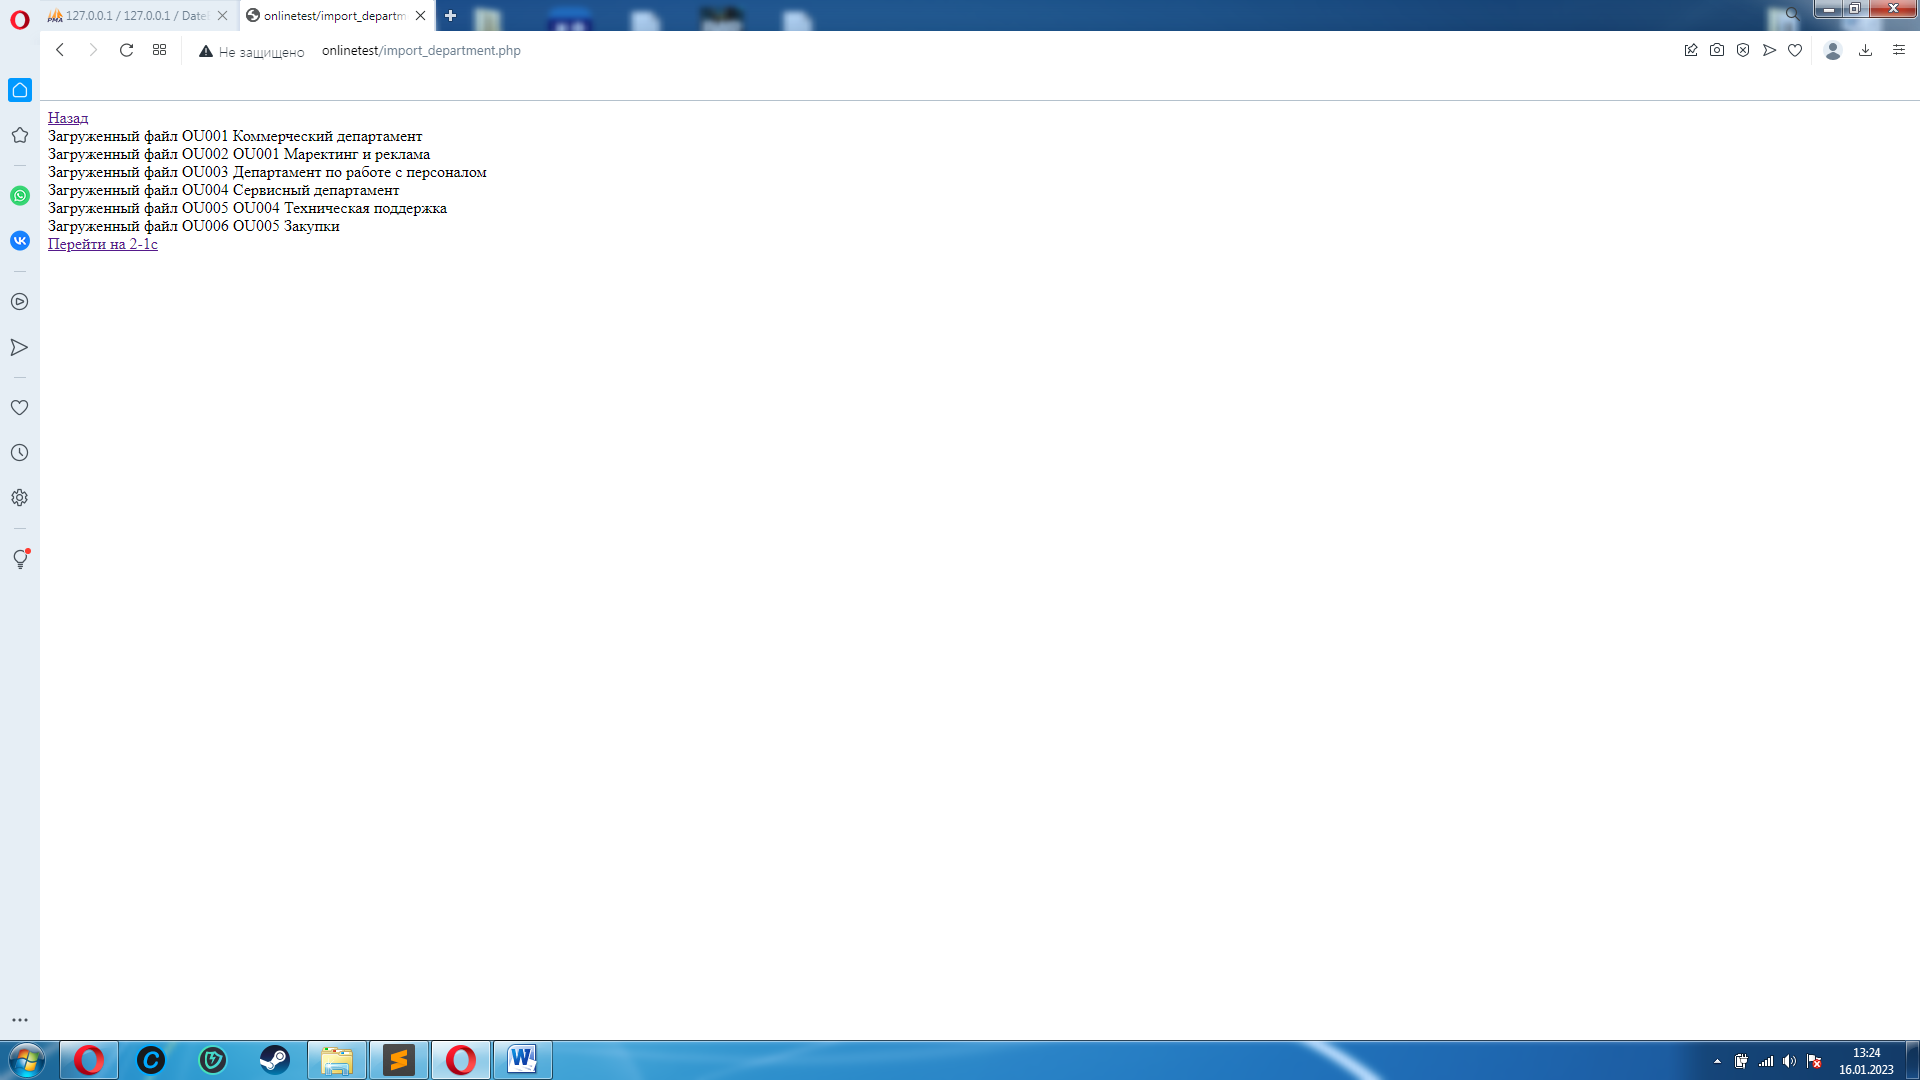 127.0.0.1 / 127.0.0.1 / Date
onlinetest/import_departm
Не защищено onlinetest/import_department.php
Назад
Загруженный файл OU001 Коммерческий департамент
Загруженный файл OU002 OU001 Маректинг и реклама
Загруженный файл OU003 Департамент по работе с персоналом
Загруженный файл OU004 Сервисный департамент
Загруженный файл OU005 OU004 Техническая поддержка
Загруженный файл OU006 OU005 Закупки
Перейти на 2-1с
13:24
16.01.2023